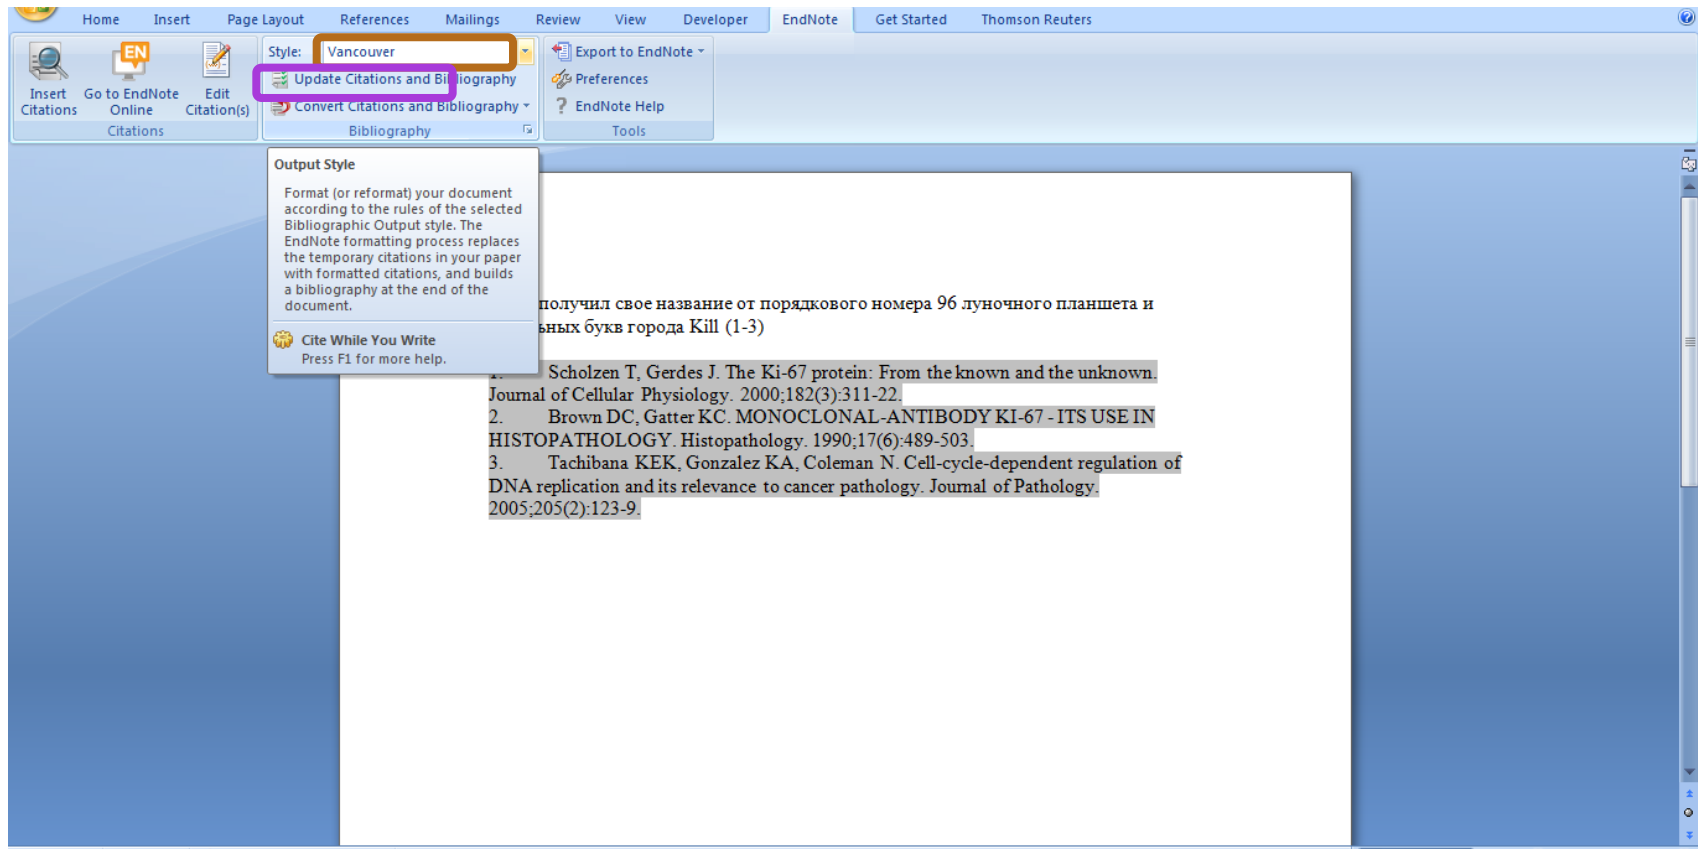 Home Insert Page Layout References Mailings Review View Developer EndNote Get Started Thomson Reuters
Insert Citations
Go to EndNote Online
Edit Citation(s)
Citations
Style: Vancouver
Update Citations and Bibliography
Convert Citations and Bibliography
Bibliography
Export to EndNote
Preferences
? EndNote Help
Tools
Output Style
Format (or reformat) your document
according to the rules of the selected
Bibliographic Output style. The
EndNote formatting process replaces
the temporary citations in your paper
with formatted citations, and builds
a bibliography at the end of the
document.
Cite While You Write
Press F1 for more help.
получил свое название от порядкового номера 96 луночного планшета и
ьных букв города Kill (1-3)
1. Scholzen T, Gerdes J. The Ki-67 protein: From the known and the unknown.
Journal of Cellular Physiology. 2000;182(3):311-22.
2. Brown DC, Gatter KC. MONOCLONAL-ANTIBODY KI-67 - ITS USE IN
HISTOPATHOLOGY. Histopathology. 1990;17(6):489-503.
3. Tachibana KEK, Gonzalez KA, Coleman N. Cell-cycle-dependent regulation of
DNA replication and its relevance to cancer pathology. Journal of Pathology.
2005;205(2):123-9.